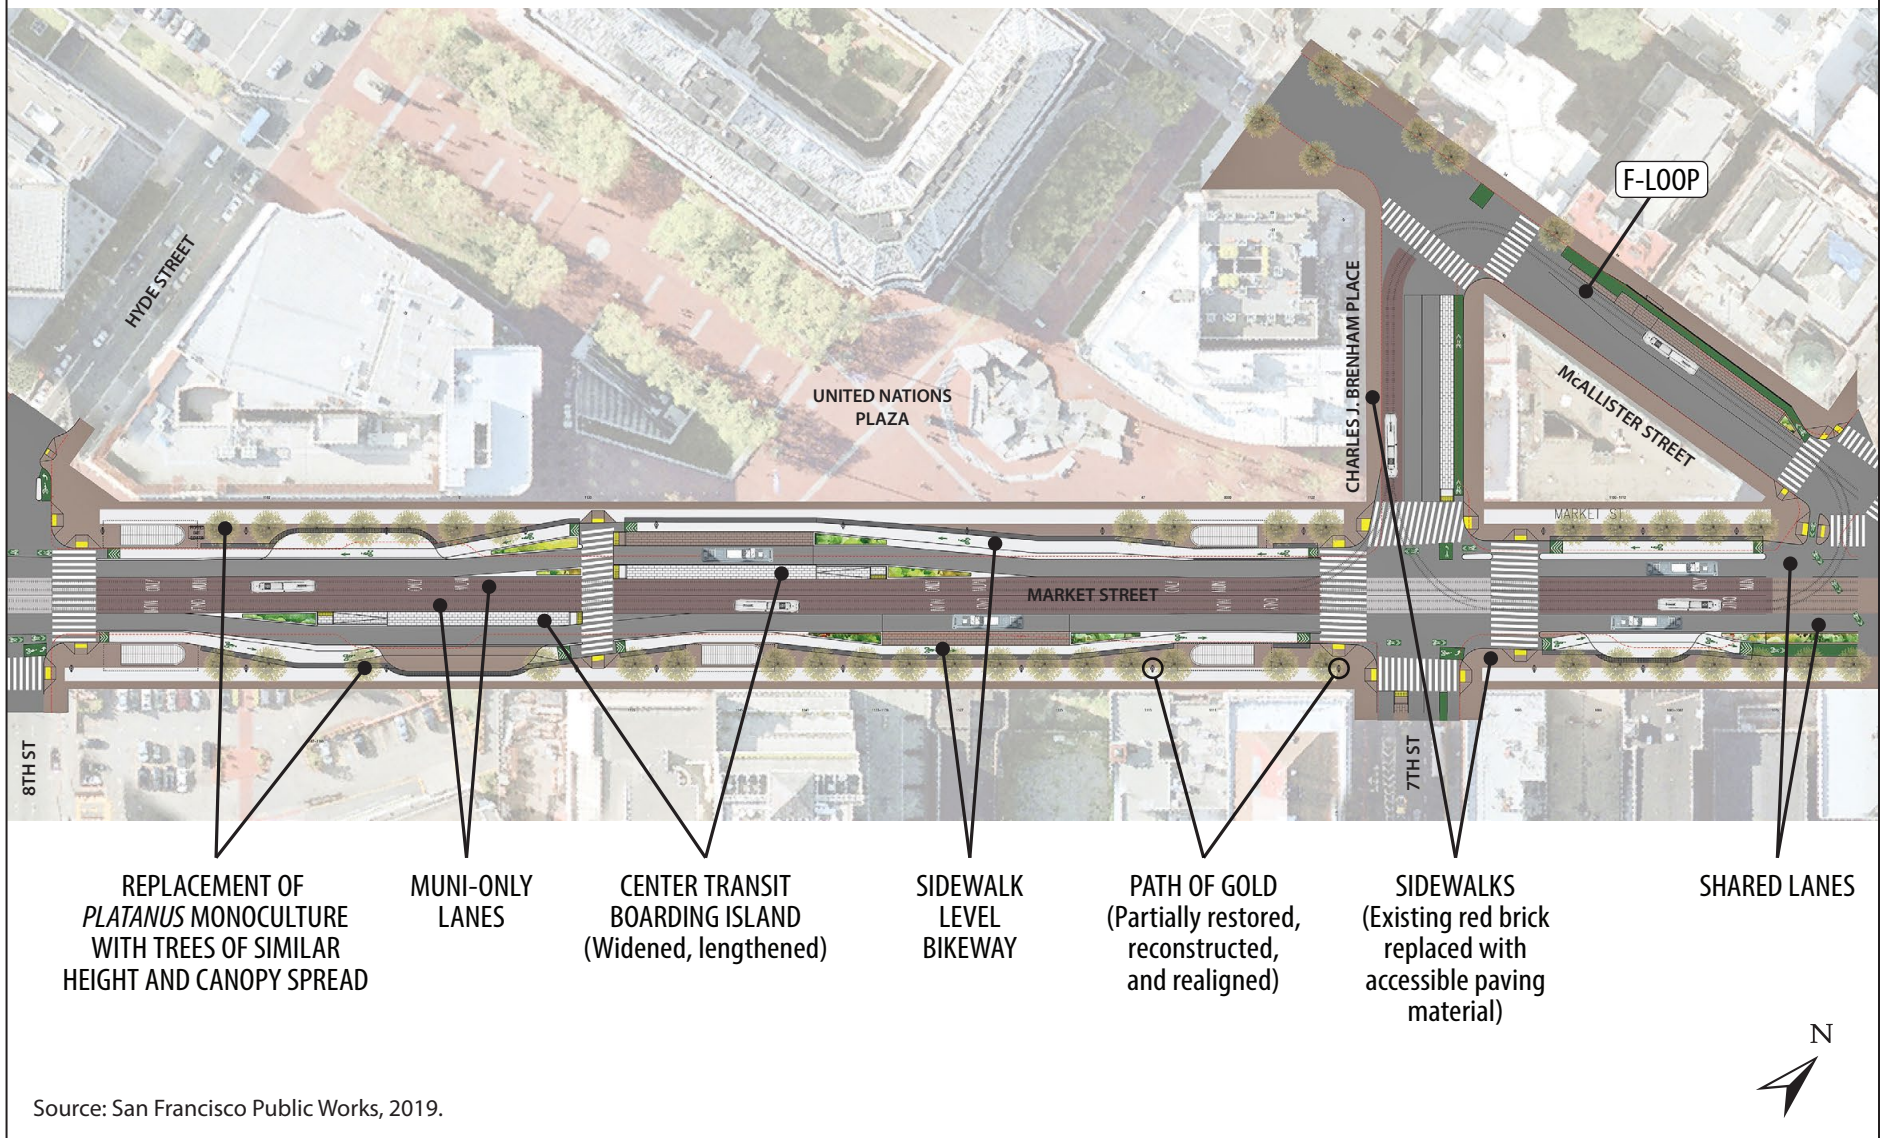 F-LOOP
HYDE STREET
CHARLES J. BRENHAM PLACE
McALLISTER STREET
UNITED NATIONS
PLAZA
MARKET ST
MARKET STREET
8TH ST
7TH ST
REPLACEMENT OF
PLATANUS MONOCULTURE
WITH TREES OF SIMILAR
HEIGHT AND CANOPY SPREAD
MUNI-ONLY
LANES
CENTER TRANSIT
BOARDING ISLAND
(Widened, lengthened)
SIDEWALK
LEVEL
BIKEWAY
PATH OF GOLD
(Partially restored,
reconstructed,
and realigned)
SIDEWALKS
(Existing red brick
replaced with
accessible paving
material)
SHARED LANES
N
Source: San Francisco Public Works, 2019.